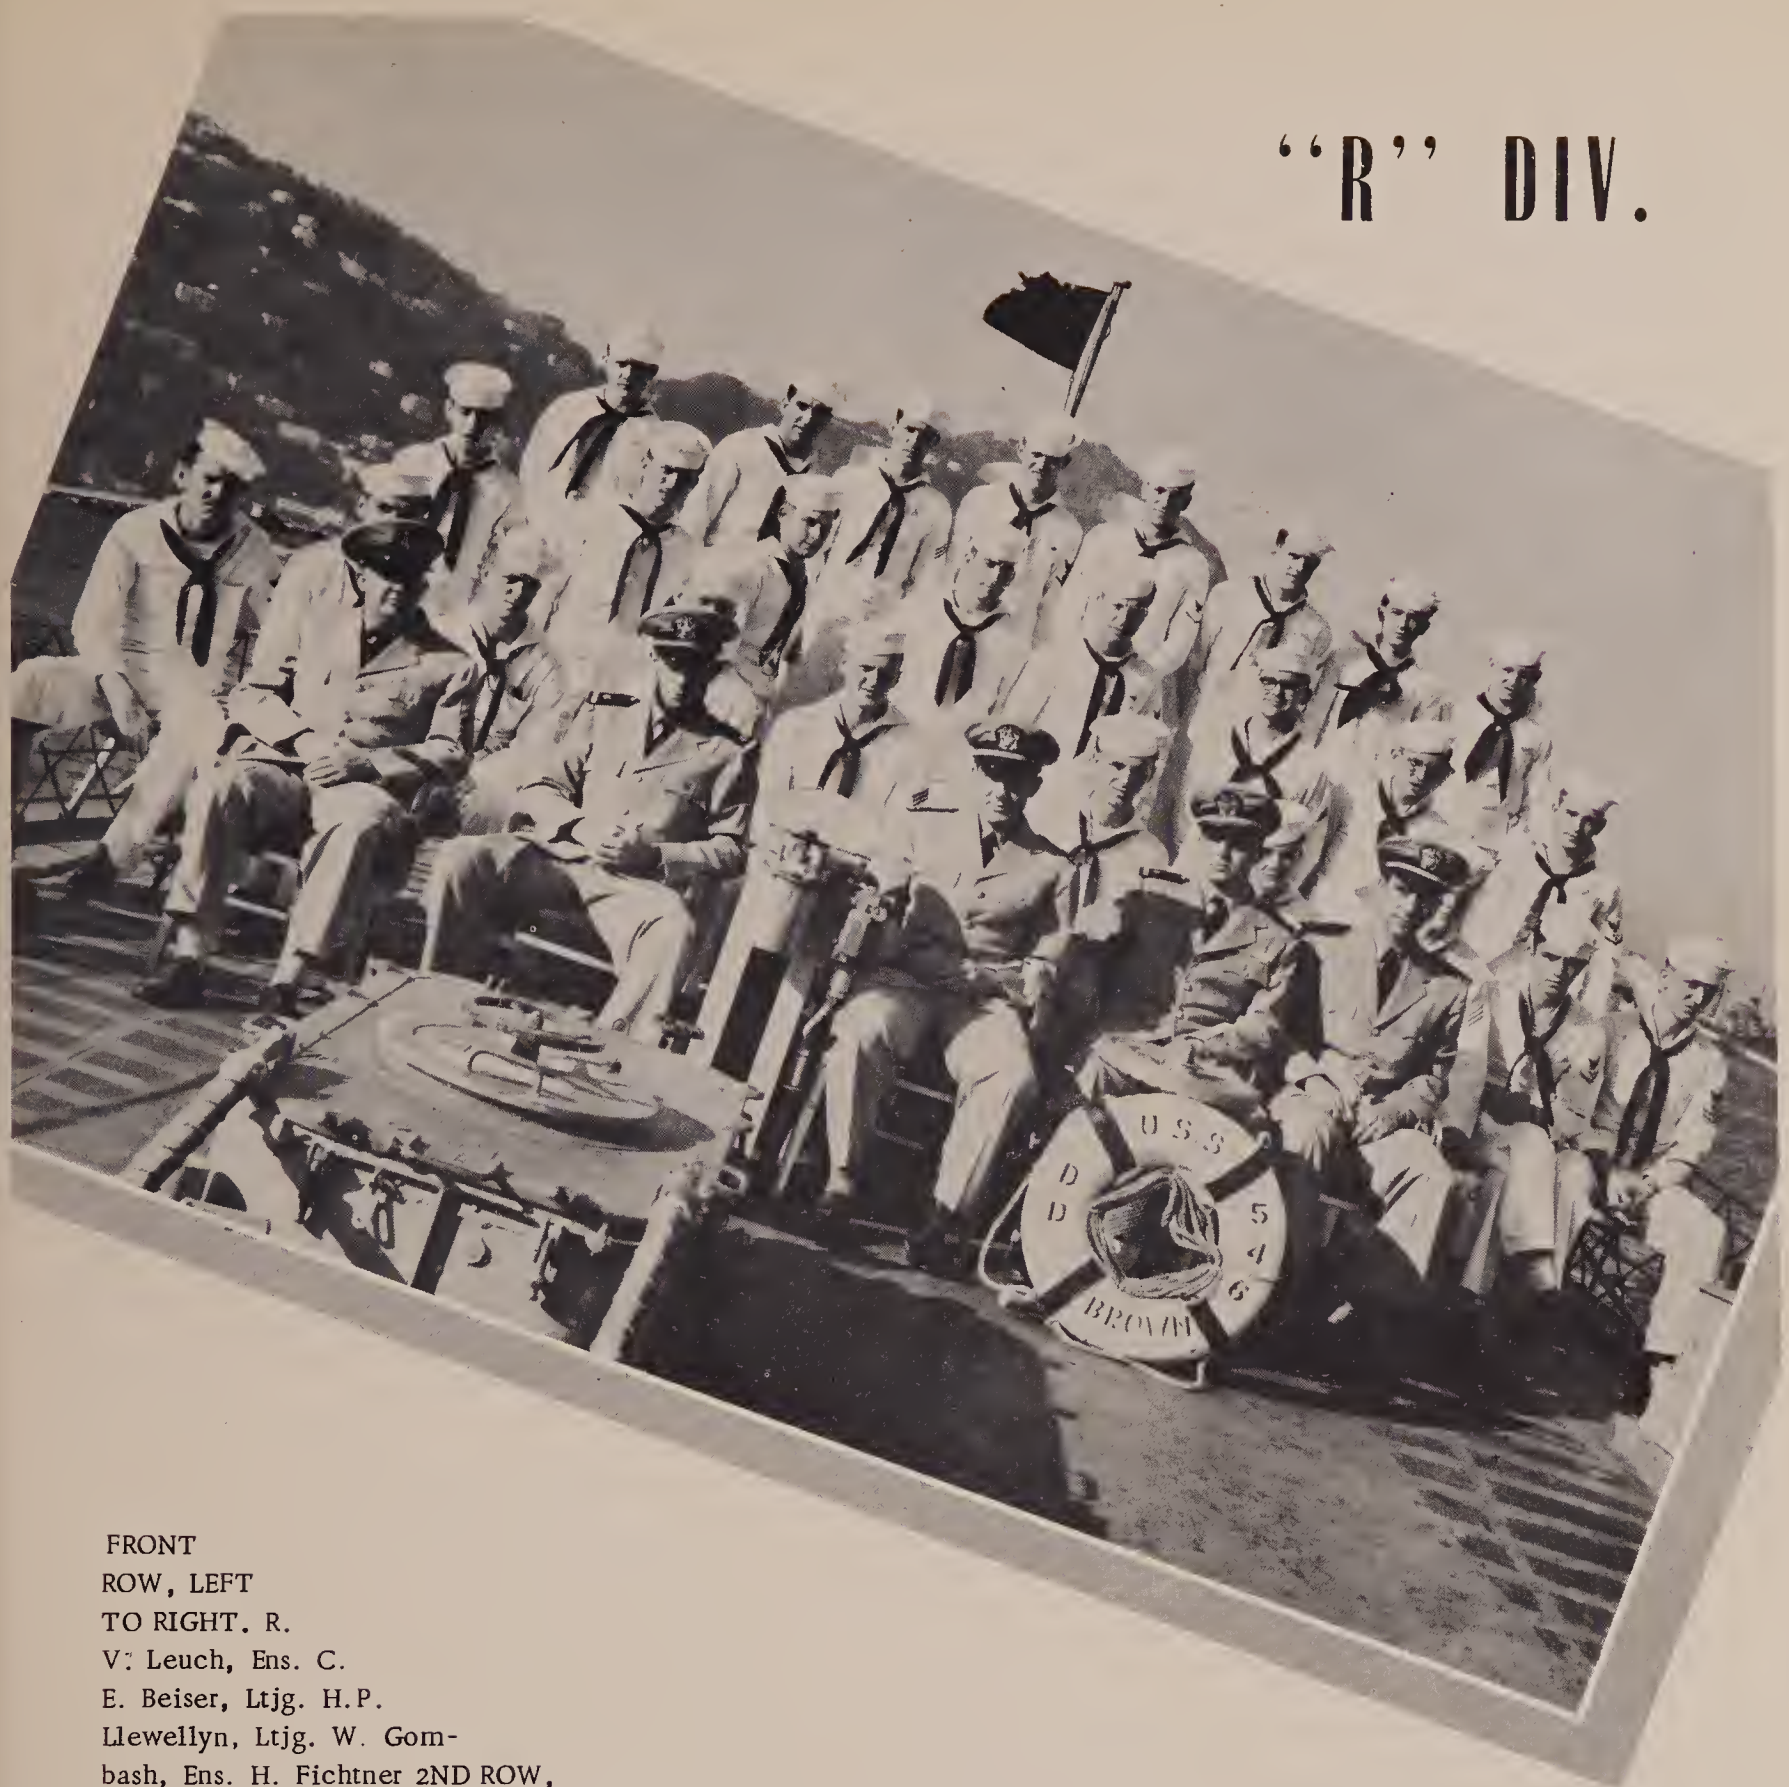 “R” DIV.
USS
DD
546
BROWN
FRONT
ROW, LEFT
TO RIGHT. R.
V. Leuch, Ens. C.
E. Beiser, Ltjg. H.P.
Llewellyn, Ltjg. W. Gom-
bash, Ens. H. Fichtner 2ND ROW,